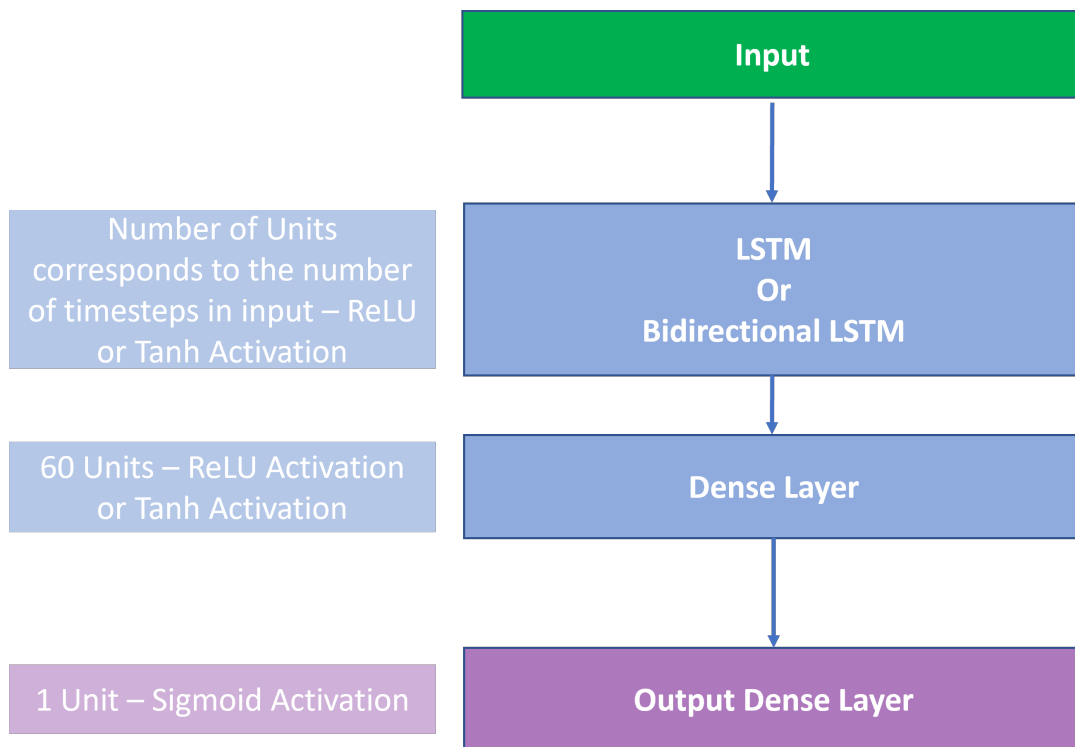 Input
Number of Units
corresponds to the number
of timesteps in input – ReLU
or Tanh Activation
LSTM
Or
Bidirectional LSTM
60 Units – ReLU Activation
or Tanh Activation
Dense Layer
1 Unit – Sigmoid Activation
Output Dense Layer